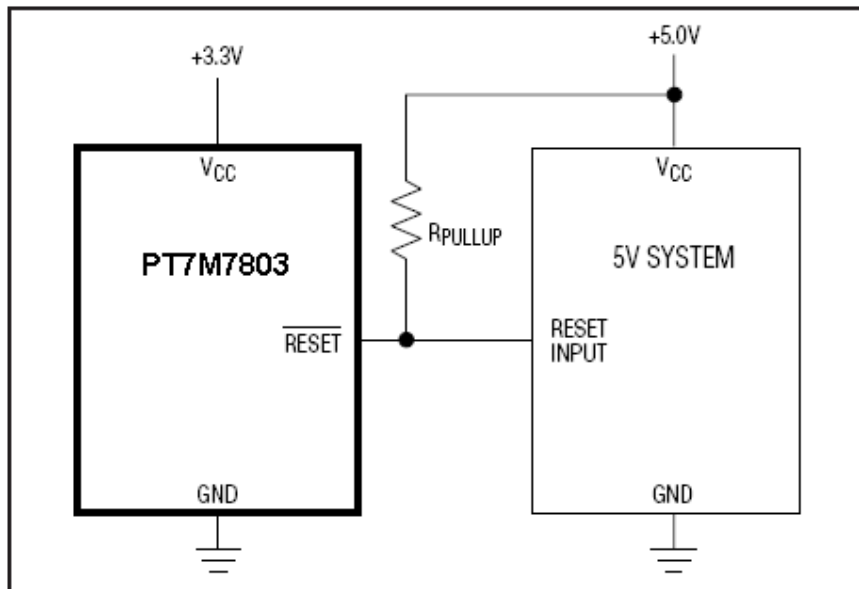 +3.3V
+5.0V
VCC
VCC
RPULLUP
PT7M7803
5V SYSTEM
RESET
RESET
INPUT
GND
GND